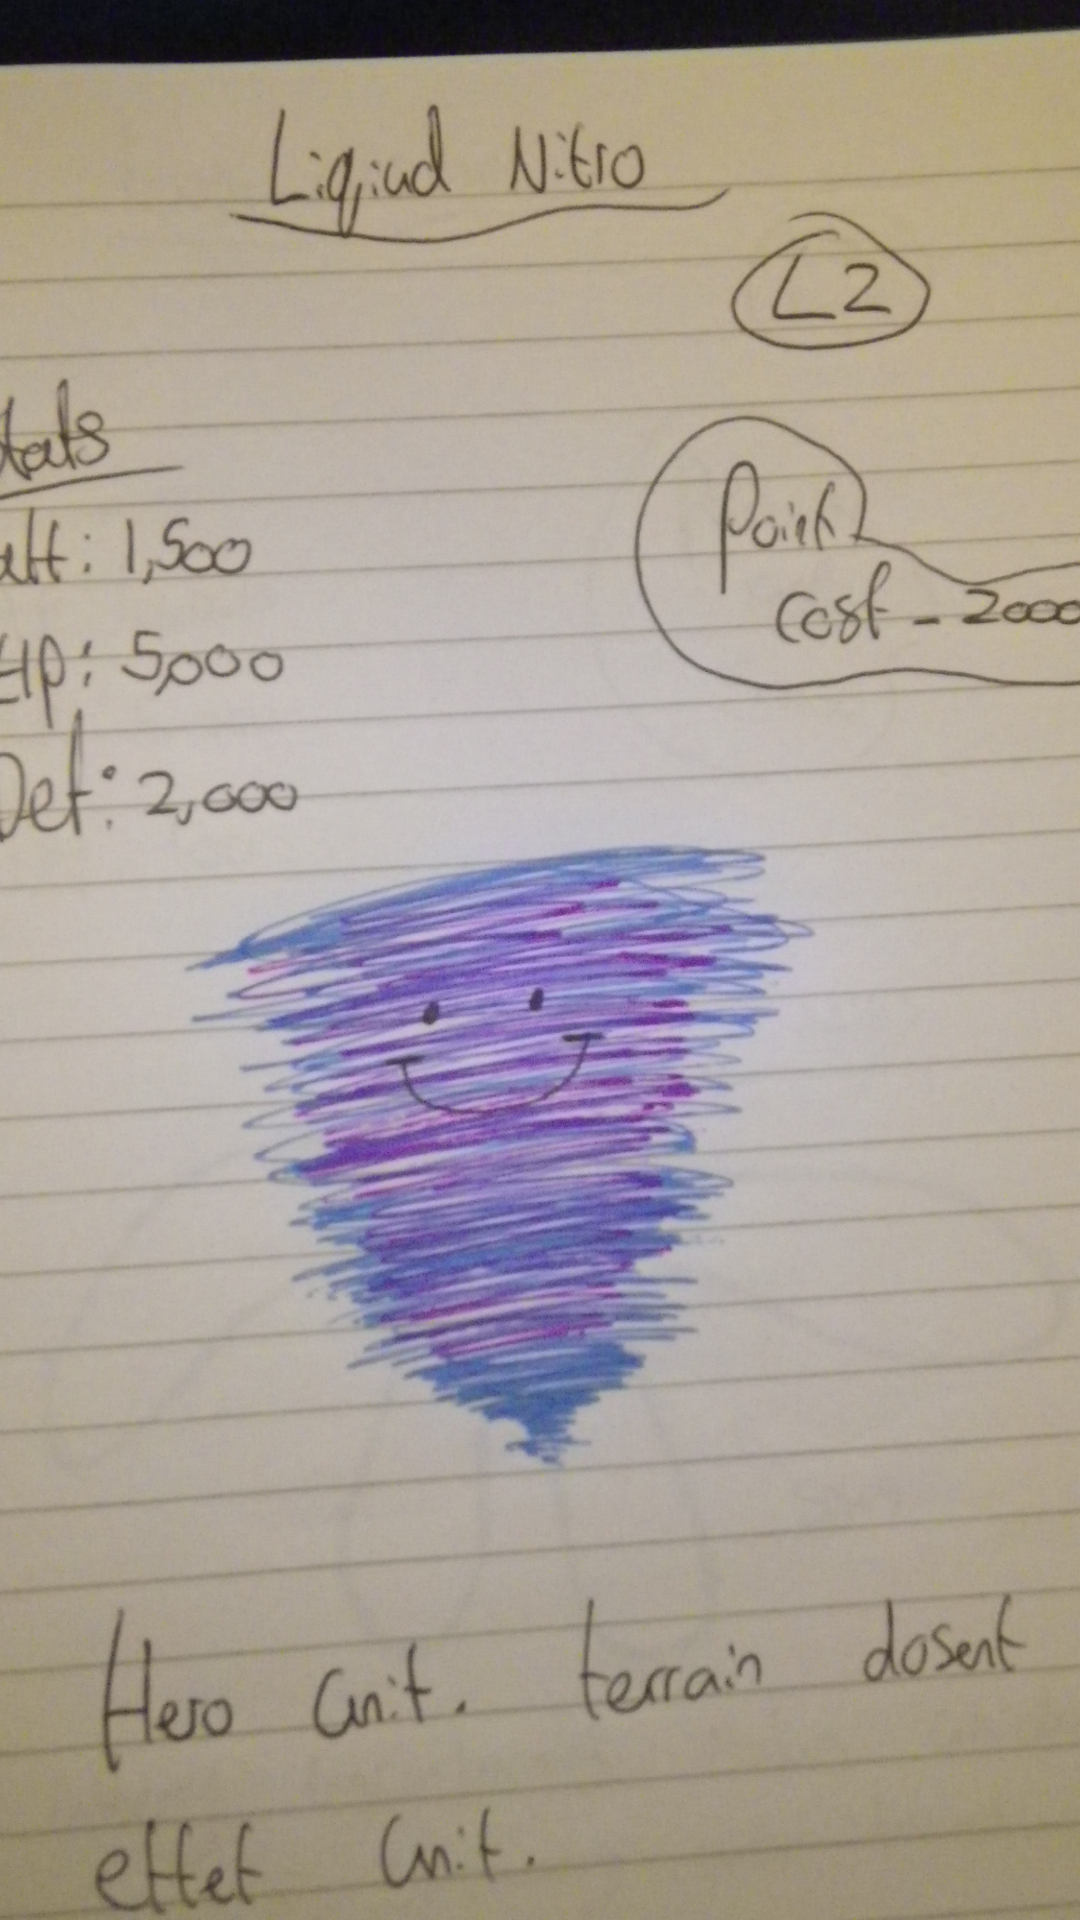 Liqiud Nitro
L2
tats
att: 1,500
Point
cost - 2000
Hp: 5,000
Def: 2,000
Hero unit. terrain dosent
effet unit.